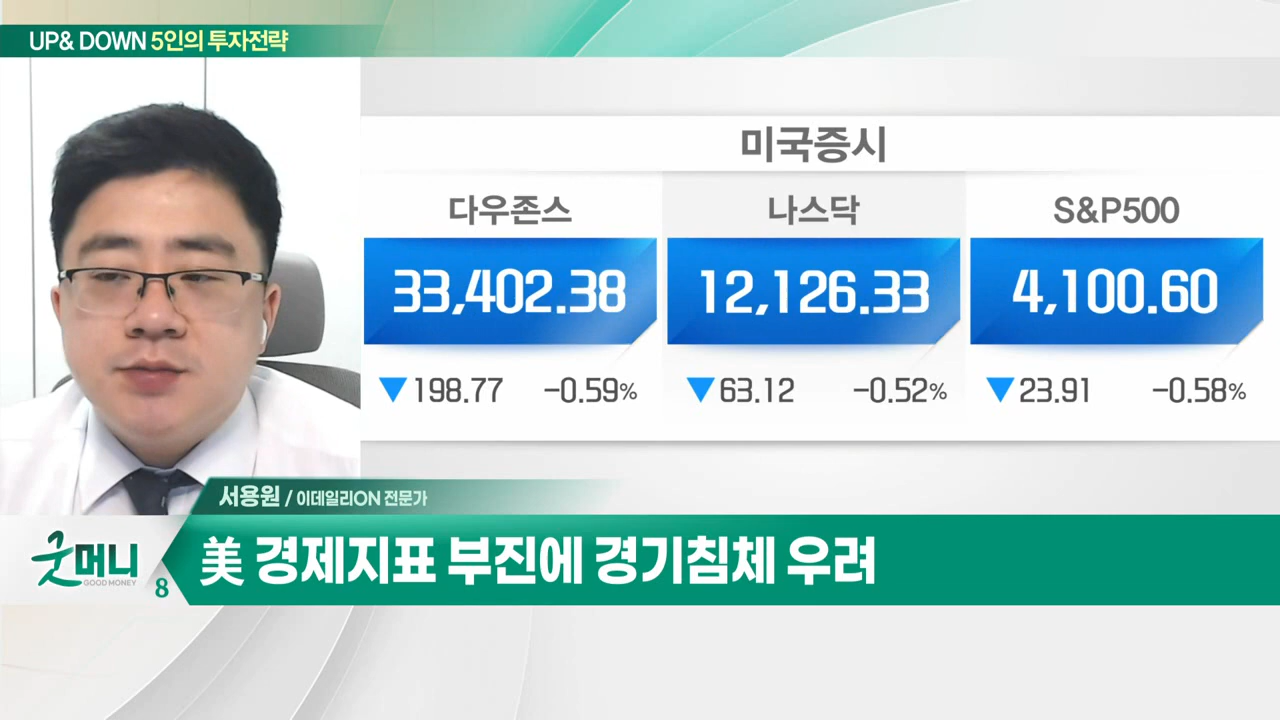 UP& DOWN 5인의 투자전략
미국증시
다우존스 나스닥 S&P500
33,402.38 12,126.33 4,100.60
▼198.77 -0.59% ▼63.12 -0.52% ▼23.91 -0.58%
서용원 / 이데일리ON 전문가
굿머니
GOOD MONEY
8
美 경제지표 부진에 경기침체 우려